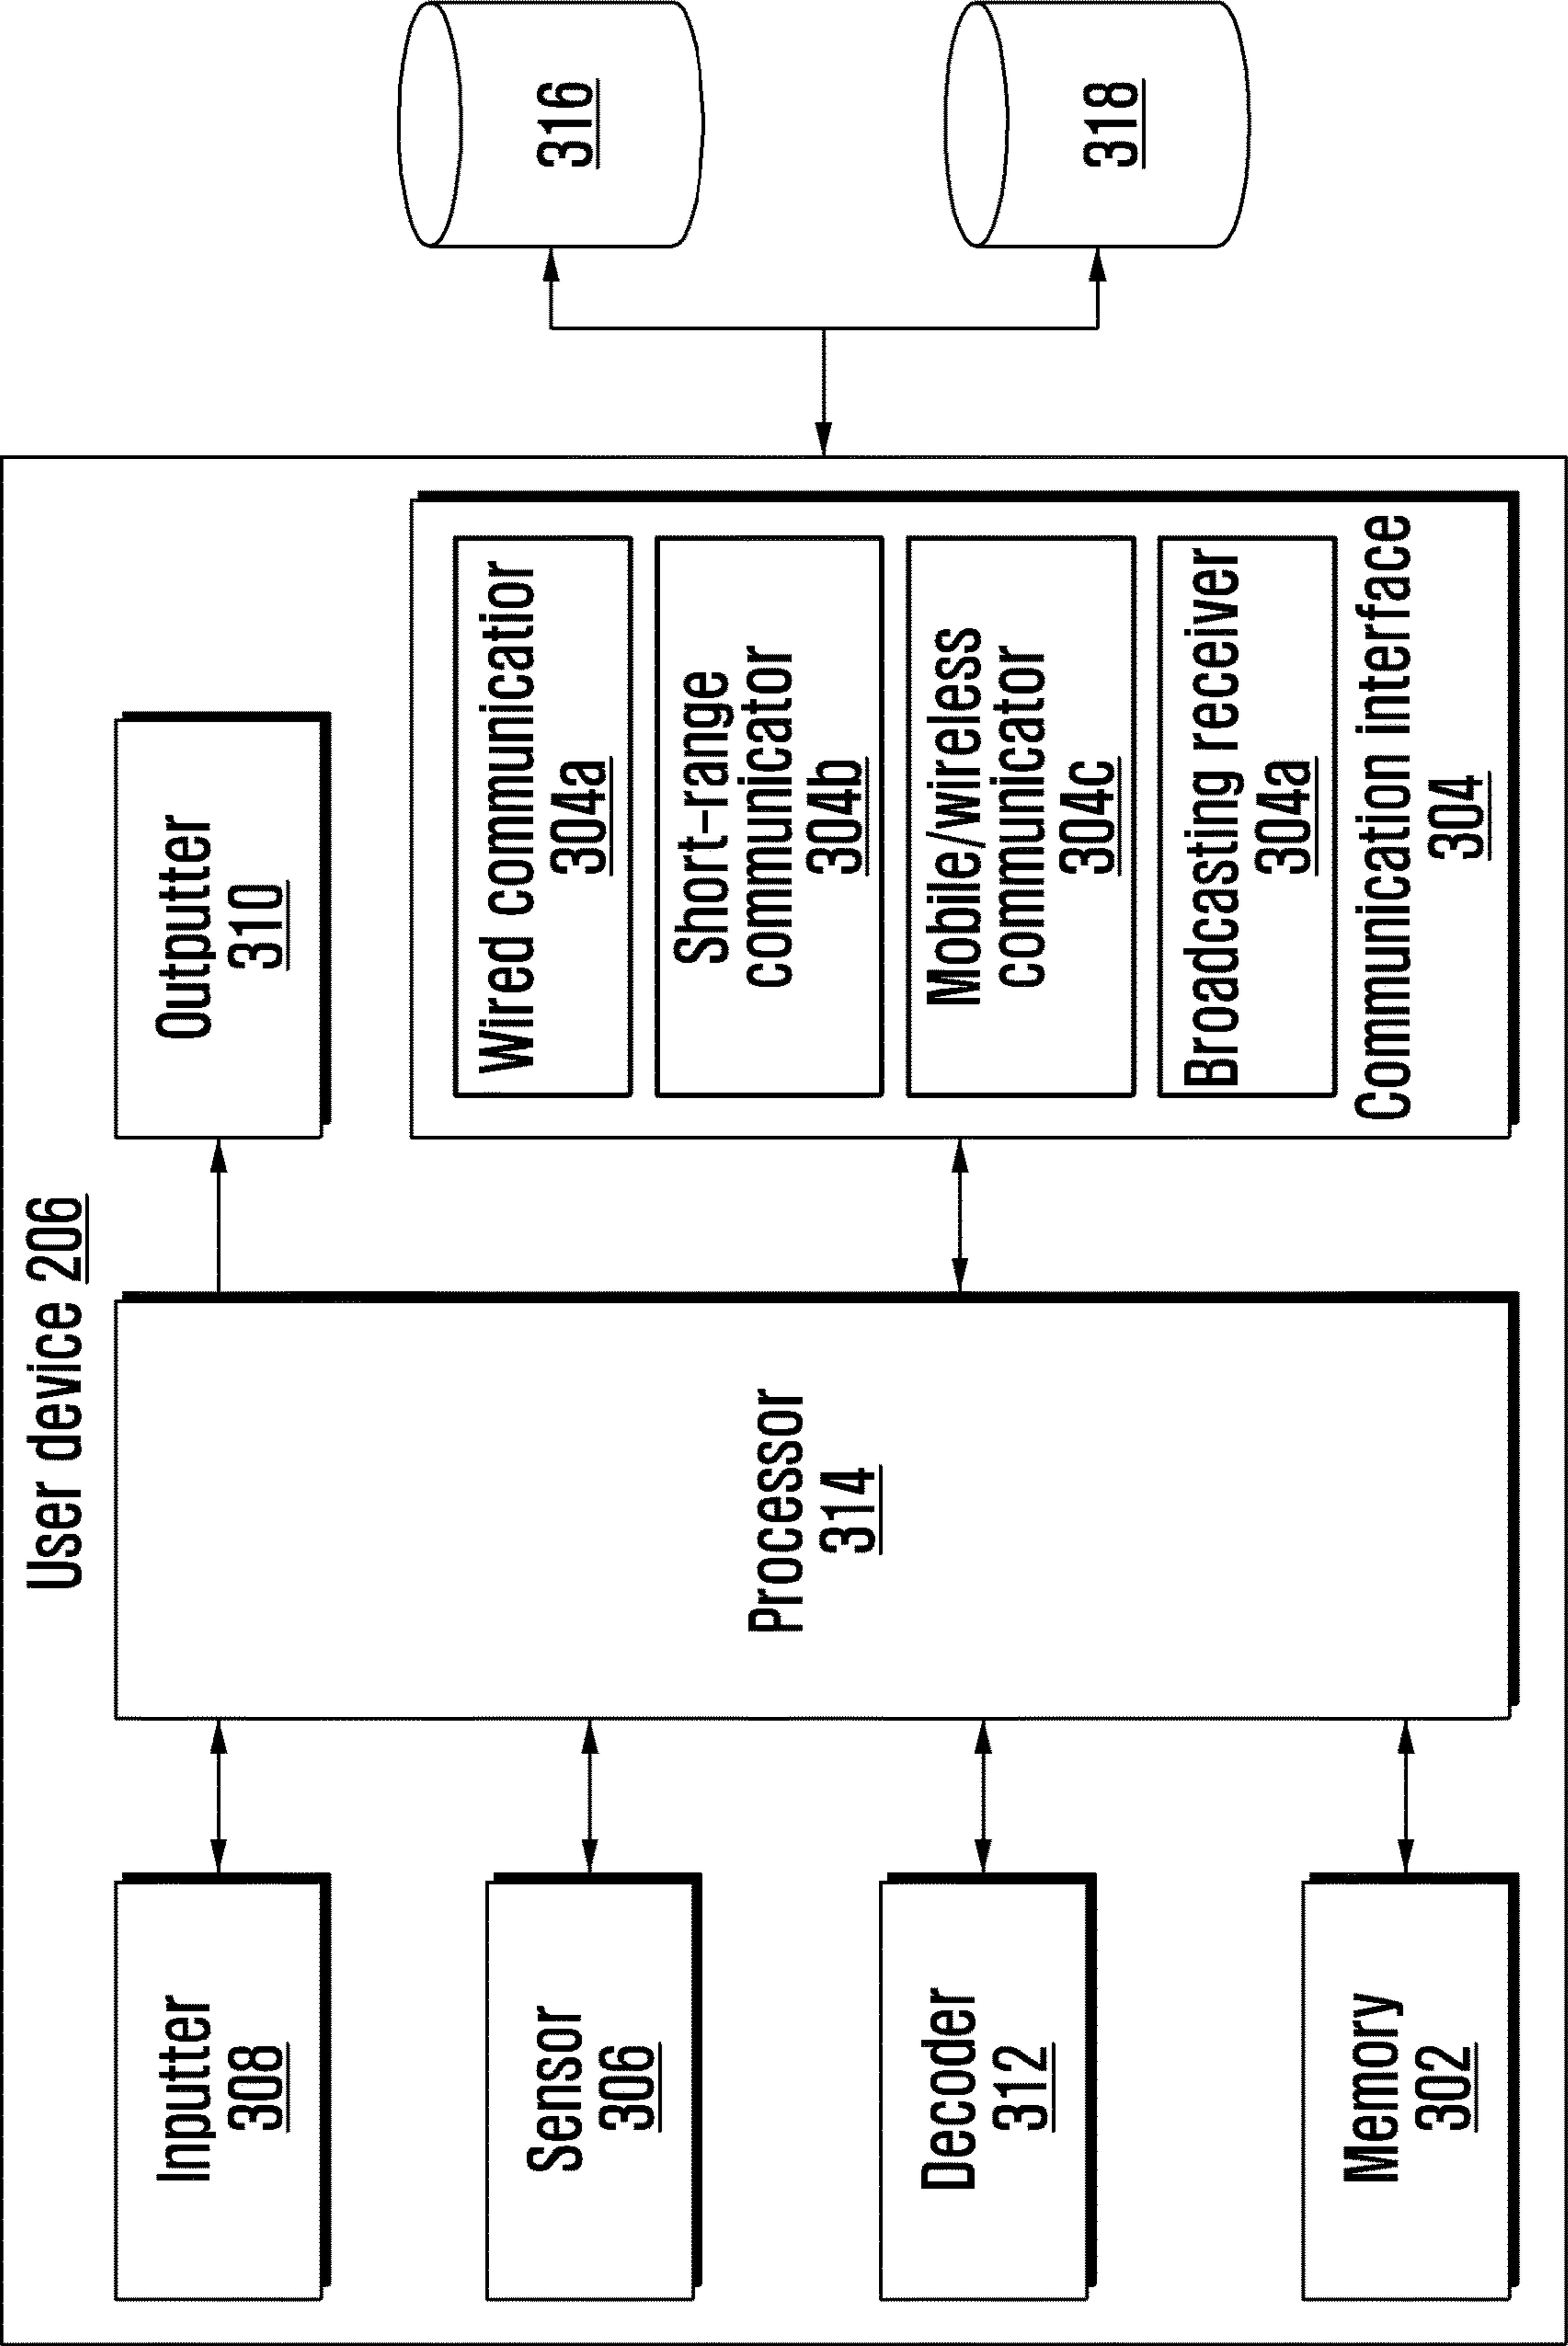 User device 206
Inputter
308
Sensor
306
Decoder
312
Memory
302
Processor
314
Outputter
310
Wired communicatior
304a
Short-range
communicator
304b
Mobile/wireless
communicator
304c
Broadcasting receiver
304a
Communication interface
304
316
318